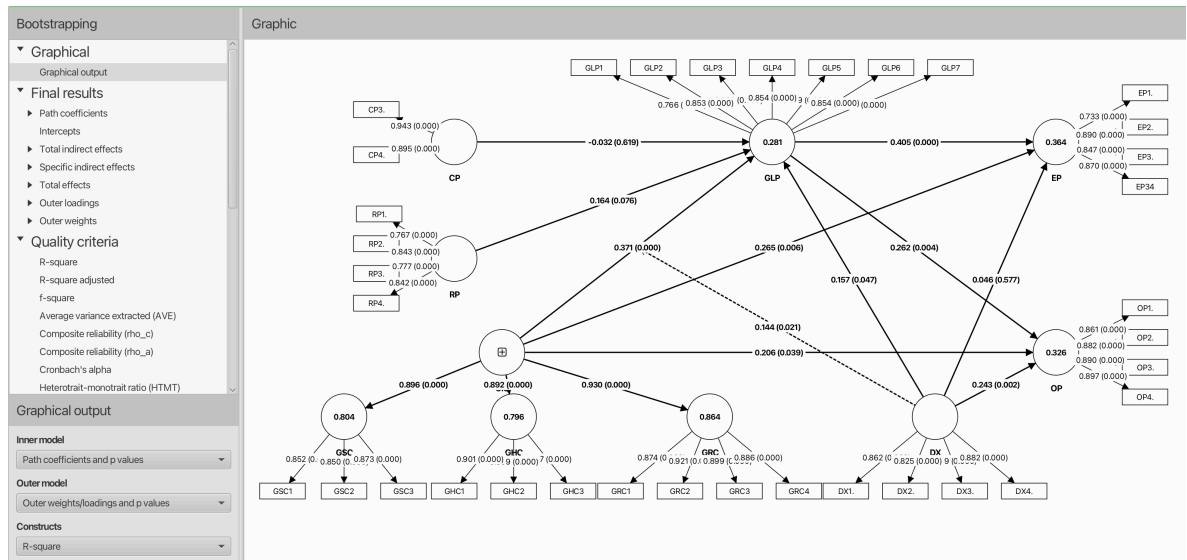 Bootstrapping
Graphical
Graphical output
Final results
Path coefficients
Intercepts
Total indirect effects
Specific indirect effects
Total effects
Outer loadings
Outer weights
Quality criteria
R-square
R-square adjusted
f-square
Average variance extracted (AVE)
Composite reliability (rho_c)
Composite reliability (rho_a)
Cronbach's alpha
Heterotrait-monotrait ratio (HTMT)
Graphical output
Inner model
Path coefficients and p values
Outer model
Outer weights/loadings and p values
Constructs
R-square
Graphic
GLP1 GLP2 GLP3 GLP4 GLP5 GLP6 GLP7
0.766 ( 0.853 (0.000) 0.854 (0.000) 0.854 (0.000) (0.000)
CP3.
0.943 (0.000)
CP4.
0.895 (0.000)
CP
-0.032 (0.619)
0.281
GLP
0.405 (0.000)
0.364
EP
EP1.
0.733 (0.000)
EP2.
0.890 (0.000)
0.847 (0.000)
EP3.
0.870 (0.000)
EP34
0.164 (0.076)
RP1.
0.767 (0.000)
RP2.
0.843 (0.000)
0.777 (0.000)
RP3.
0.842 (0.000)
RP4.
RP
0.371 (0.000)
0.265 (0.006)
0.262 (0.004)
0.157 (0.047)
0.046 (0.577)
0.144 (0.021)
0.206 (0.039)
0.243 (0.002)
0.326
OP
OP1.
0.861 (0.000)
OP2.
0.882 (0.000)
0.890 (0.000)
OP3.
0.897 (0.000)
OP4.
0.896 (0.000) 0.892 (0.000) 0.930 (0.000)
0.804 0.796 0.864
GSC GHC GRC DX
0.852 (0. 0.850 (0. 0.873 (0.000)
0.901 (0.000)
0.874 (0 0.921 (0.( 0.899 (0. 0.886 (0.000)
0.862 (0 0.825 (0.000) 0.882 (0.000)
GSC1 GSC2 GSC3 GHC1 GHC2 GHC3 GRC1 GRC2 GRC3 GRC4 DX1. DX2. DX3. DX4.